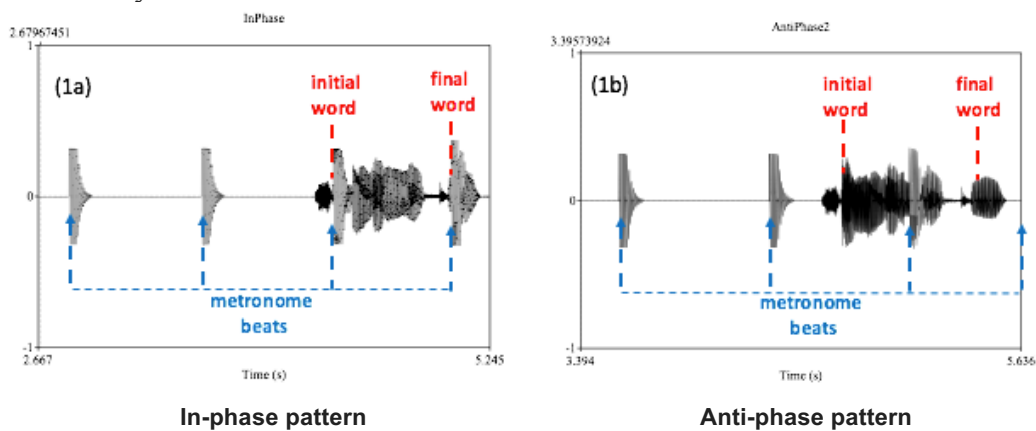 InPhase
2.67967451
1
(1a)
initial
word
final
word
0
metronome
beats
-1
2.667
5.245
Time (s)
In-phase pattern
AntiPhase2
3.39573924
1
(1b)
initial
word
final
word
0
metronome
beats
-1
3.394
5.636
Time (s)
Anti-phase pattern